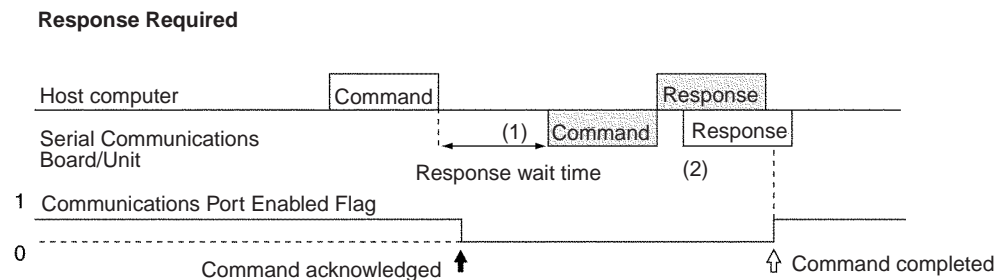 Response Required
Host computer
Command
Response
Serial Communications
Board/Unit
(1)
Command
Response
Response wait time
(2)
1
Communications Port Enabled Flag
0
Command acknowledged
Command completed